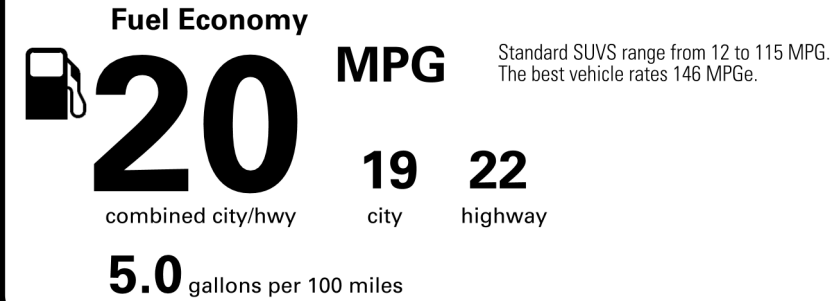 Fuel Economy
20 MPG
Standard SUVS range from 12 to 115 MPG.
The best vehicle rates 146 MPGe.
combined city/hwy
19
city
22
highway
5.0 gallons per 100 miles